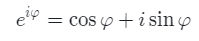 e^{iφ} = cos φ + i sin φ